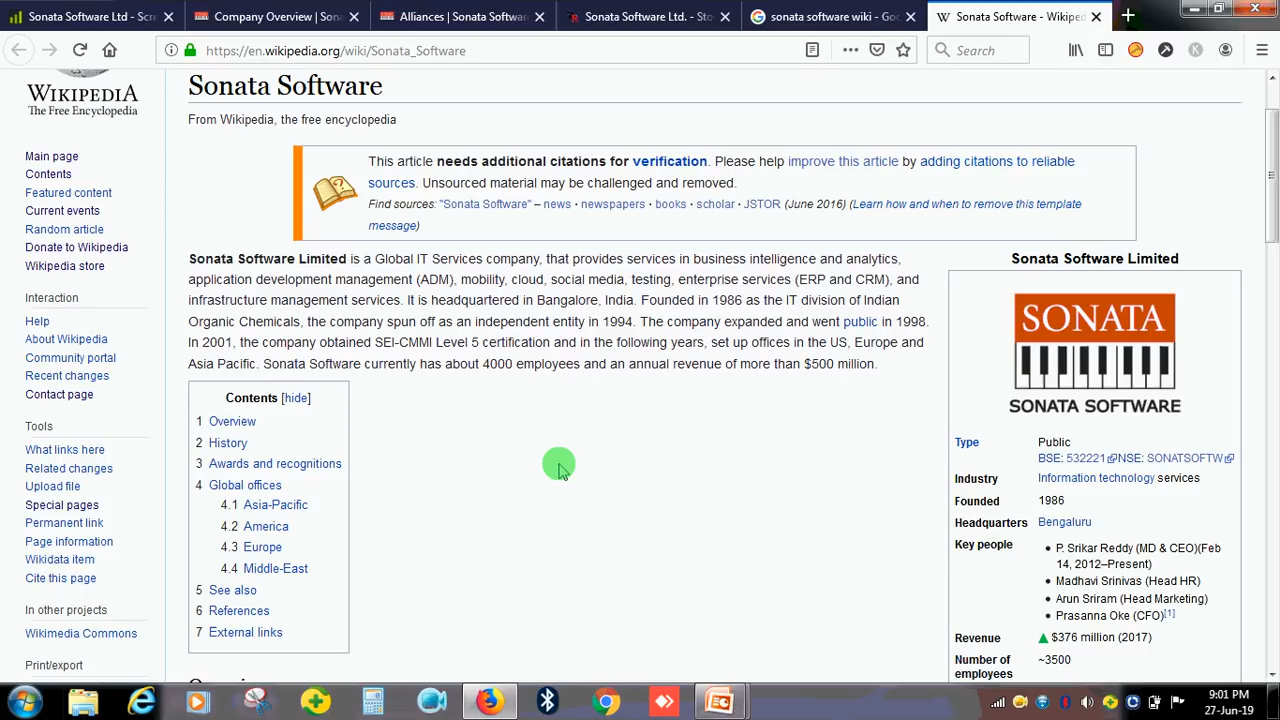 Sonata Software Ltd - Scr
Company Overview | Son
Alliances | Sonata Softwar
Sonata Software Ltd. - Sto
sonata software wiki - Goo
Sonata Software - Wikiped
https://en.wikipedia.org/wiki/Sonata_Software
Search
WIKIPEDIA
The Free Encyclopedia
Main page
Contents
Featured content
Current events
Random article
Donate to Wikipedia
Wikipedia store
Interaction
Help
About Wikipedia
Community portal
Recent changes
Contact page
Tools
What links here
Related changes
Upload file
Special pages
Permanent link
Page information
Wikidata item
Cite this page
In other projects
Wikimedia Commons
Print/export
Sonata Software
From Wikipedia, the free encyclopedia
This article needs additional citations for verification. Please help improve this article by adding citations to reliable
sources. Unsourced material may be challenged and removed.
Find sources: "Sonata Software" – news · newspapers · books · scholar · JSTOR (June 2016) (Learn how and when to remove this template
message)
Sonata Software Limited is a Global IT Services company, that provides services in business intelligence and analytics,
application development management (ADM), mobility, cloud, social media, testing, enterprise services (ERP and CRM), and
infrastructure management services. It is headquartered in Bangalore, India. Founded in 1986 as the IT division of Indian
Organic Chemicals, the company spun off as an independent entity in 1994. The company expanded and went public in 1998.
In 2001, the company obtained SEI-CMMI Level 5 certification and in the following years, set up offices in the US, Europe and
Asia Pacific. Sonata Software currently has about 4000 employees and an annual revenue of more than $500 million.
Contents [hide]
1 Overview
2 History
3 Awards and recognitions
4 Global offices
4.1 Asia-Pacific
4.2 America
4.3 Europe
4.4 Middle-East
5 See also
6 References
7 External links
Sonata Software Limited
SONATA
SONATA SOFTWARE
Type Public
BSE: 532221 NSE: SONATSOFTW
Industry Information technology services
Founded 1986
Headquarters Bengaluru
Key people • P. Srikar Reddy (MD & CEO)(Feb
14, 2012–Present)
• Madhavi Srinivas (Head HR)
• Arun Sriram (Head Marketing)
• Prasanna Oke (CFO)[1]
Revenue ▲ $376 million (2017)
Number of ~3500
employees
9:01 PM
27-Jun-19